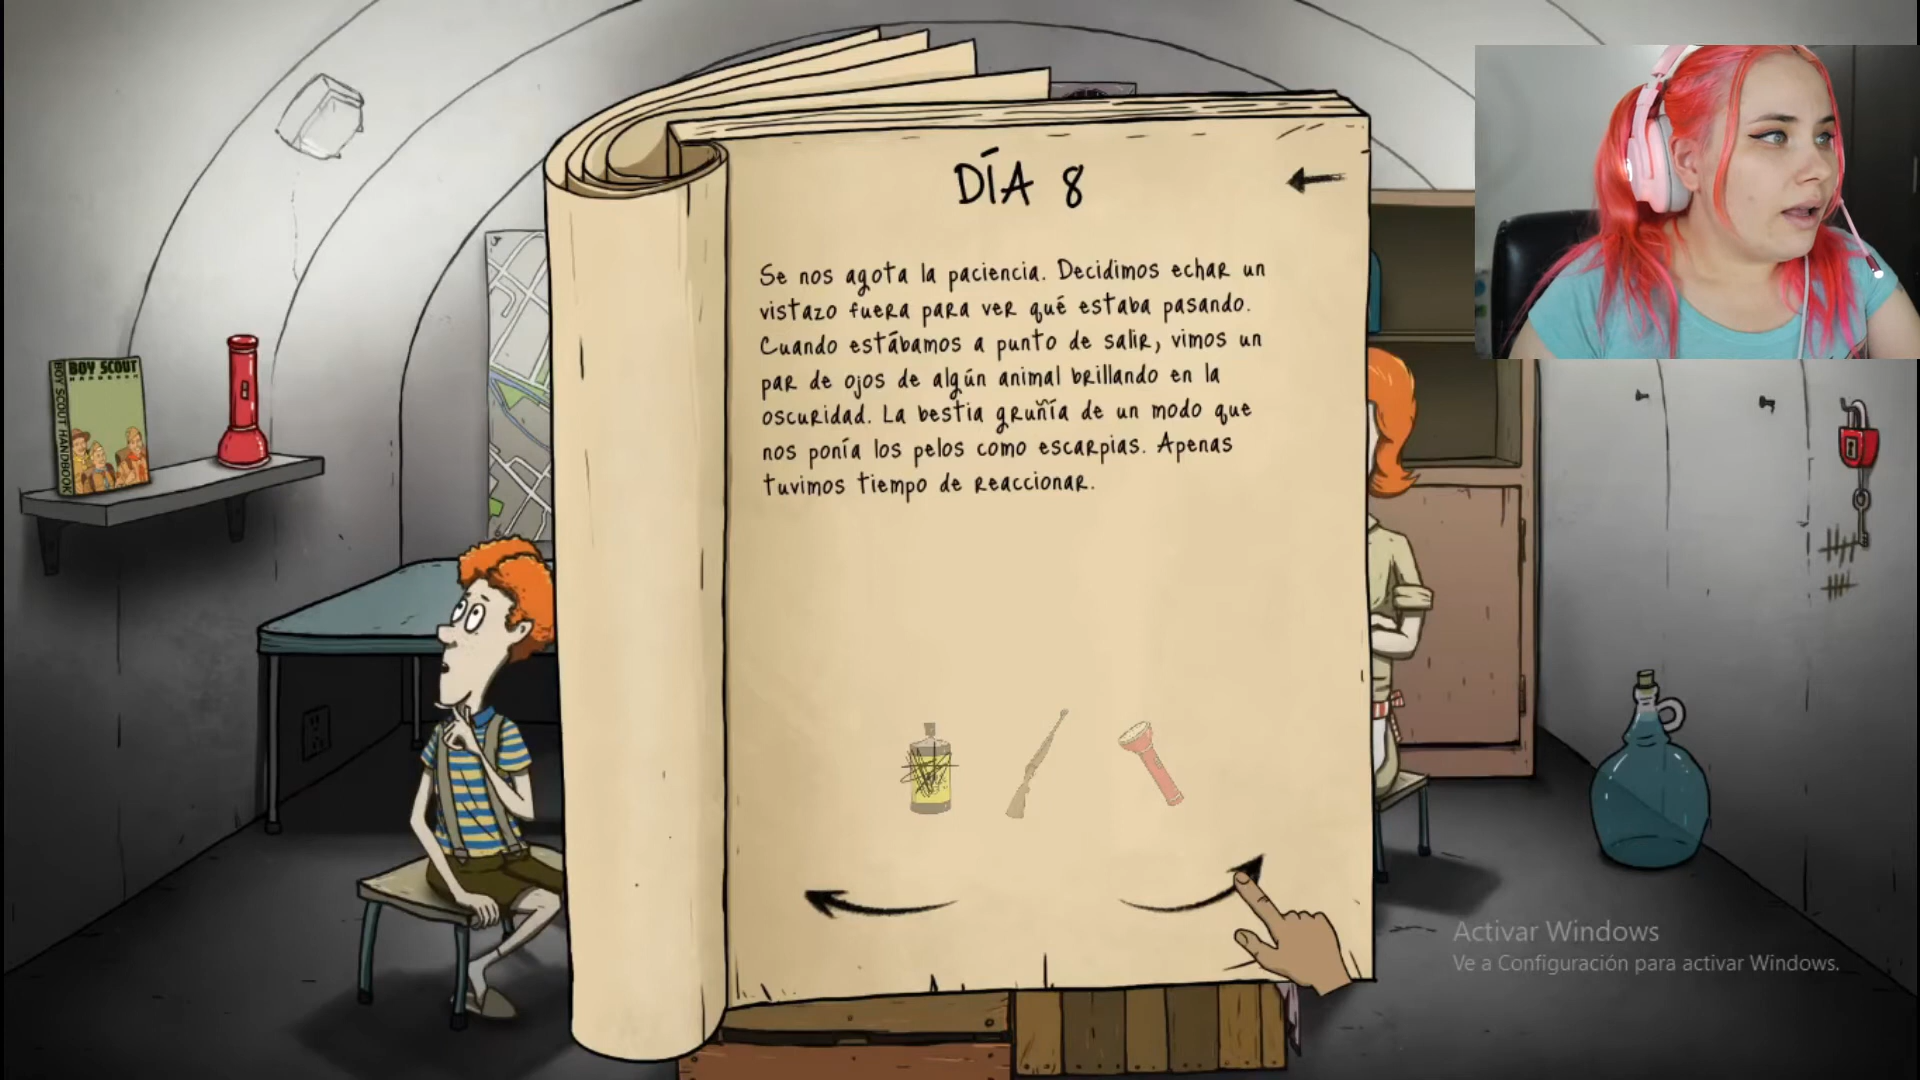 DÍA 8
Se nos agota la paciencia. Decidimos echar un
vistazo fuera para ver qué estaba pasando.
Cuando estábamos a punto de salir, vimos un
par de ojos de algún animal brillando en la
oscuridad. La bestia gruñía de un modo que
nos ponía los pelos como escarpias. Apenas
tuvimos tiempo de reaccionar.
BOY SCOUT
HANDBOOK
BOY SCOUT HANDBOOK
Activar Windows
Ve a Configuración para activar Windows.